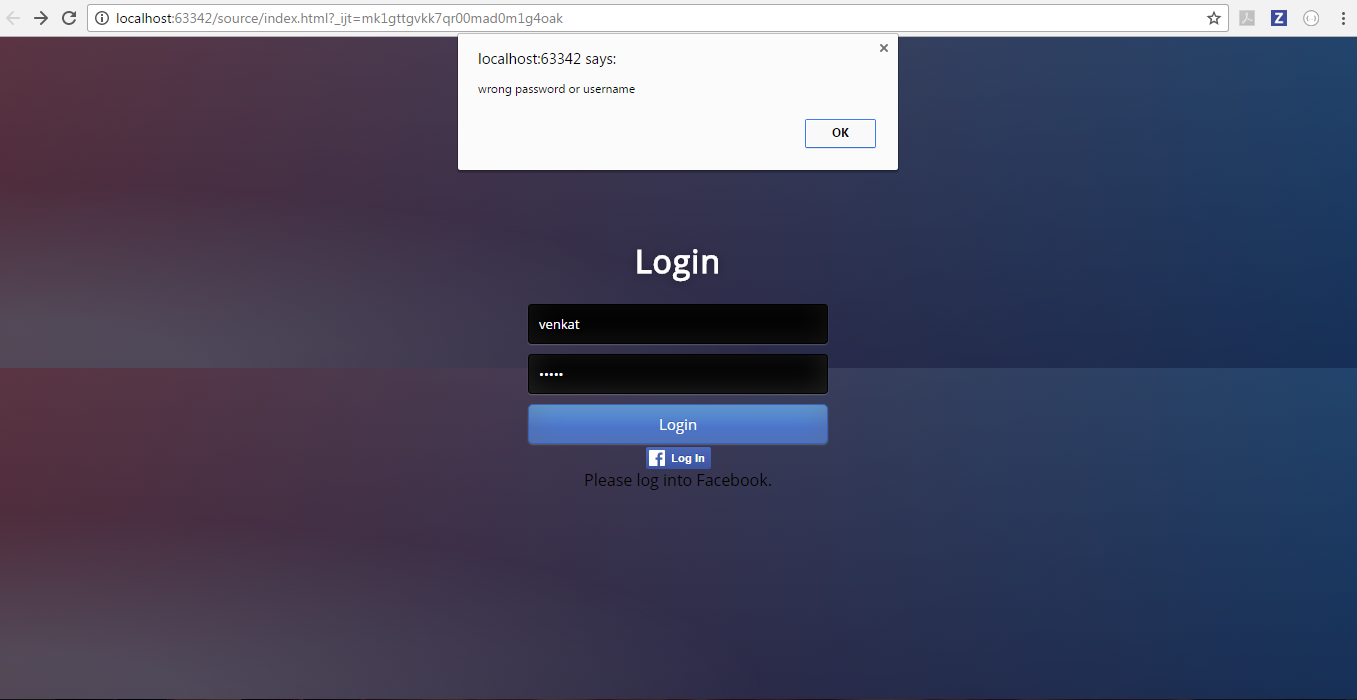 localhost:63342/source/index.html?_ijt=mk1gttgvkk7qr00mad0m1g4oak
Z
localhost:63342 says:
wrong password or username
OK
Login
venkat
•••••
Login
f Log In
Please log into Facebook.